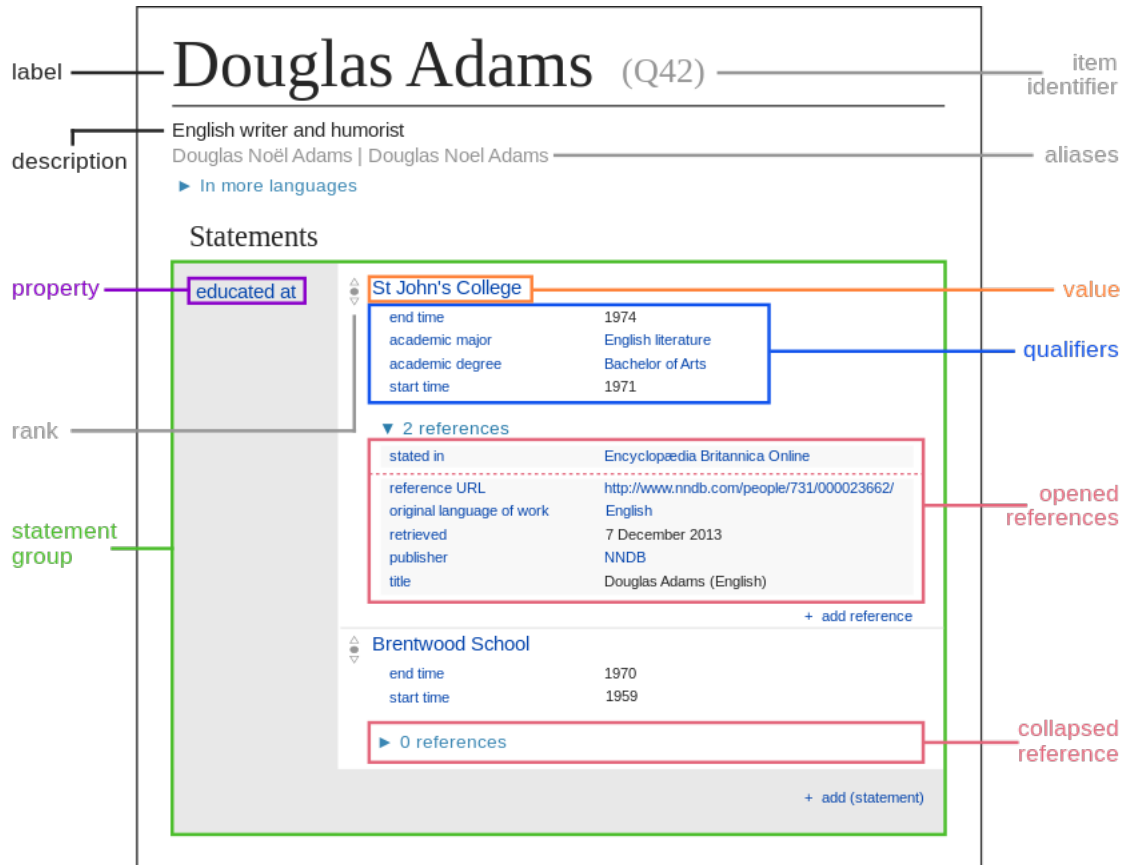 Douglas Adams (Q42)
label
item
identifier
English writer and humorist
description
Douglas Noël Adams | Douglas Noel Adams
aliases
► In more languages
Statements
property
educated at
St John's College
value
end time 1974
academic major English literature
academic degree Bachelor of Arts
start time 1971
qualifiers
rank
▼ 2 references
stated in Encyclopædia Britannica Online
reference URL http://www.nndb.com/people/731/000023662/
original language of work English
retrieved 7 December 2013
publisher NNDB
title Douglas Adams (English)
opened
references
statement
group
+ add reference
Brentwood School
end time 1970
start time 1959
► 0 references
collapsed
reference
+ add (statement)